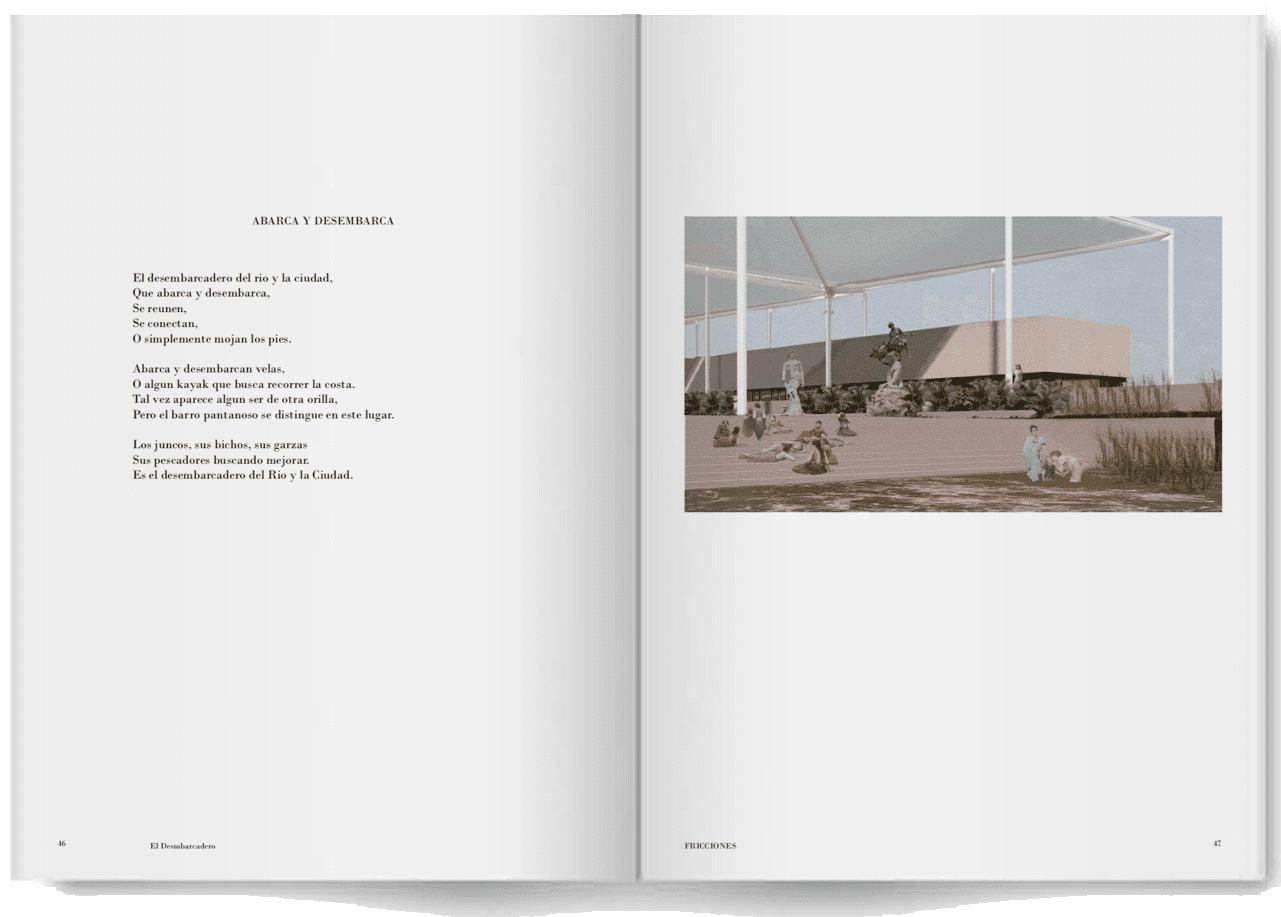 ABARCA Y DESEMBARCA
El desembarcadero del rio y la ciudad,
Que abarca y desembarca,
Se reunen,
Se conectan,
O simplemente mojan los pies.
Abarca y desembarcan velas,
O algun kayak que busca recorrer la costa.
Tal vez aparece algun ser de otra orilla,
Pero el barro pantanoso se distingue en este lugar.
Los juncos, sus bichos, sus garzas
Sus pescadores buscando mejorar.
Es el desembarcadero del Rio y la Ciudad.
46
El Desmbarcadero
FRICCIONES
47